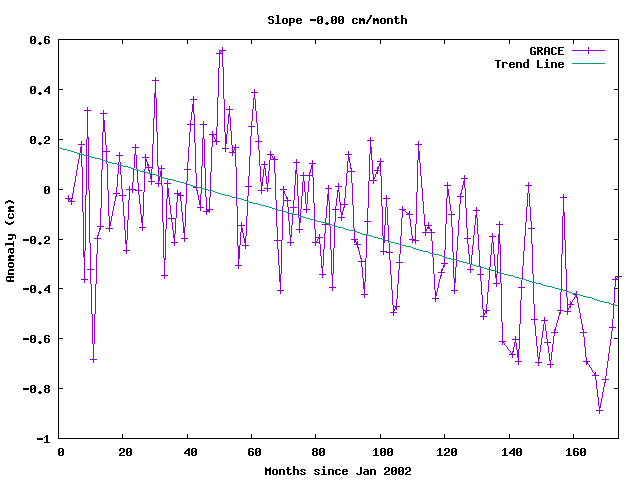 Slope -0.00 cm/month
0.6
GRACE
Trend Line
0.4
0.2
0
-0.2
-0.4
-0.6
-0.8
-1
Anomaly (cm)
0 20 40 60 80 100 120 140 160
Months since Jan 2002